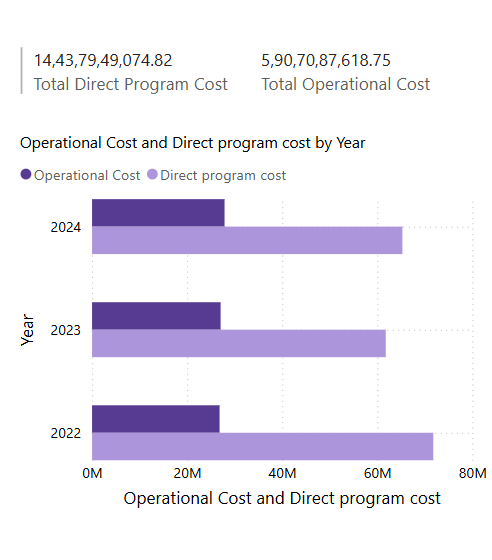 14,43,79,49,074.82 5,90,70,87,618.75
Total Direct Program Cost Total Operational Cost
Operational Cost and Direct program cost by Year
Operational Cost Direct program cost
2024
2023
2022
Year
0M 20M 40M 60M 80M
Operational Cost and Direct program cost